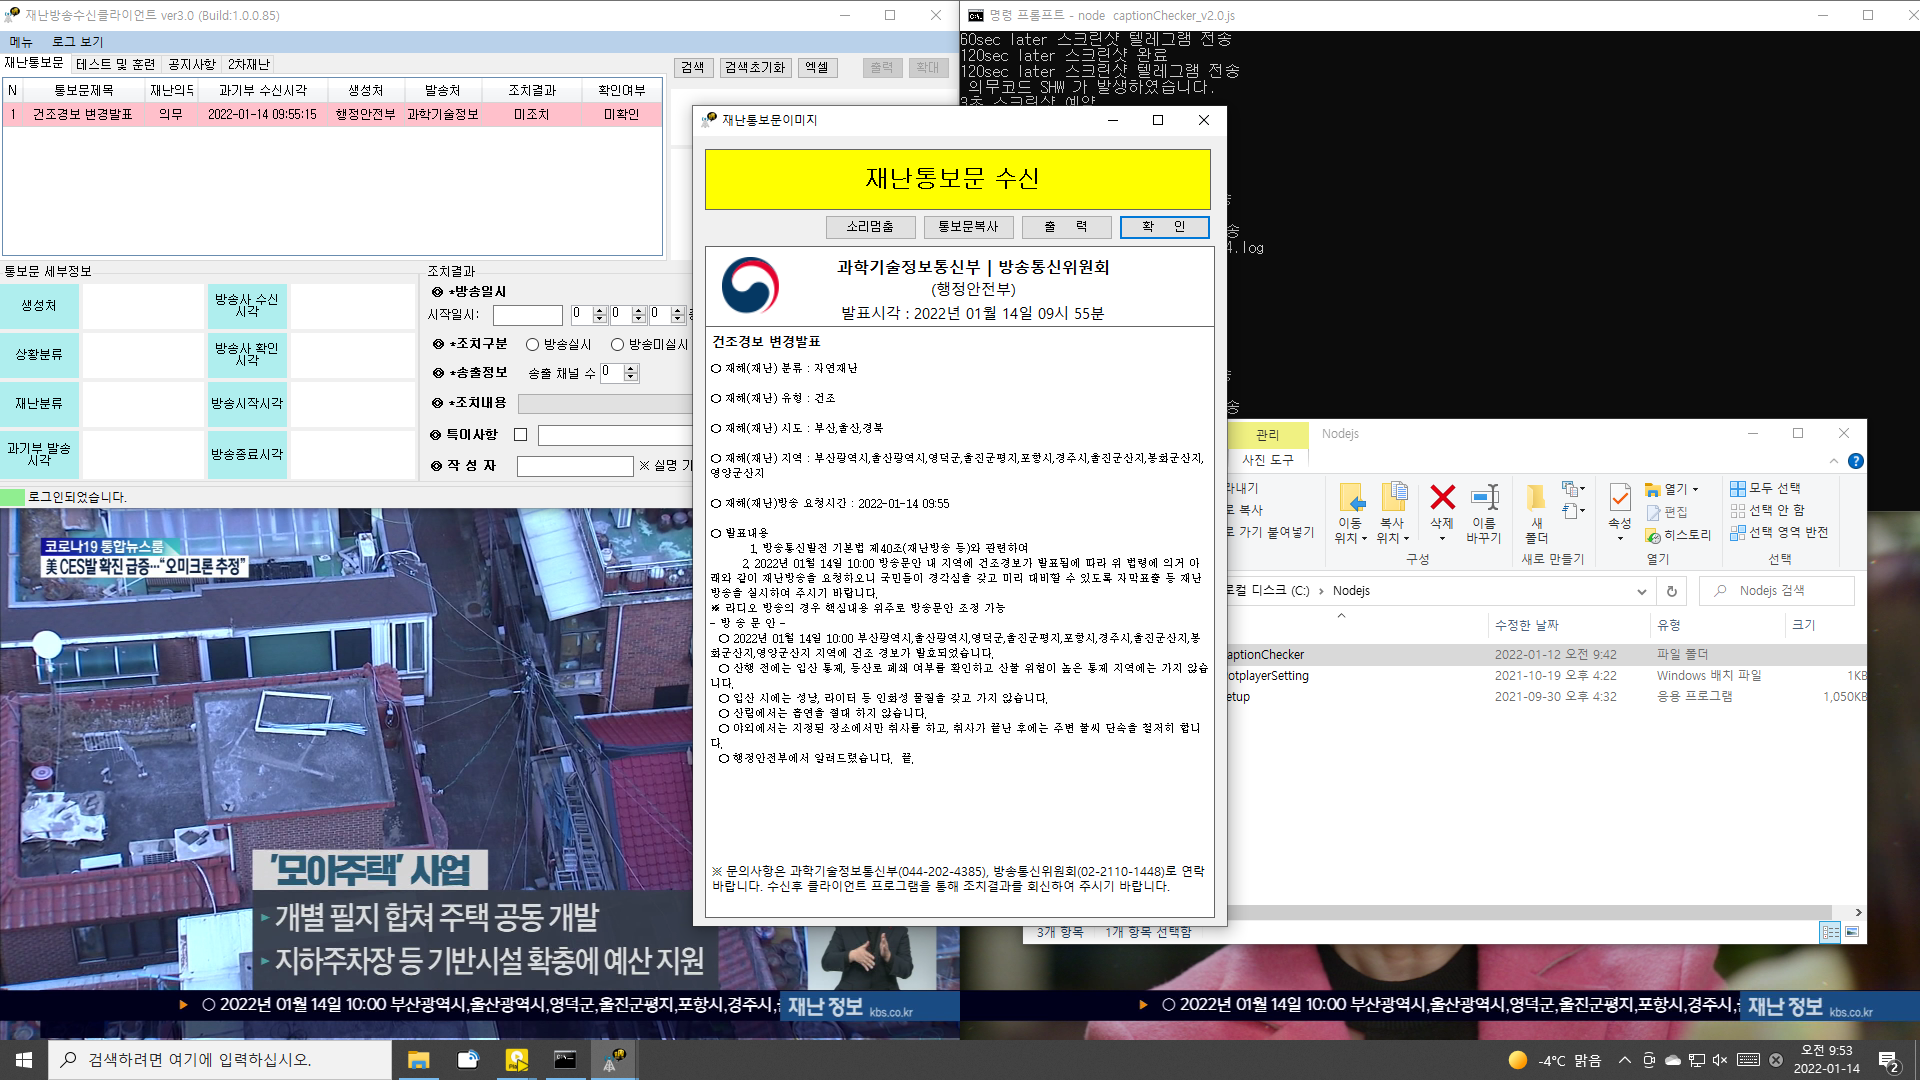 재난방송수신클라이언트 ver3.0 (Build:1.0.0.85)
메뉴 로그 보기
재난통보문 테스트 및 훈련 공지사항 2차재난
검색 검색초기화 엑셀 출력 확대
N 통보문제목 재난의두 과기부 수신시각 생성처 발송처 조치결과 확인여부
1 건조경보 변경발표 의무 2022-01-14 09:55:15 행정안전부 과학기술정보 미조치 미확인
통보문 세부정보
생성처
방송사 수신
시각
상황분류
방송사 확인
시각
재난분류
방송시작시각
과기부 발송
시각
방송종료시각
조치결과
*방송일시
시작일시: 0 0 0
*조치구분 방송실시 방송미실시
*송출정보 송출 채널 수 0
*조치내용
특이사항
작 성 자 ※ 실명 기
로그인되었습니다.
명령 프롬프트 - node captionChecker_v2.0.js
60sec later 스크린샷 텔레그램 전송
120sec later 스크린샷 완료
120sec later 스크린샷 텔레그램 전송
의무코드 SHW 가 발생하였습니다.
3초 스크린샷 예약
송
4.log
송
재난통보문이미지
재난통보문 수신
소리멈춤 통보문복사 출 력 확 인
과학기술정보통신부 | 방송통신위원회
(행정안전부)
발표시각 : 2022년 01월 14일 09시 55분
건조경보 변경발표
○ 재해(재난) 분류 : 자연재난
○ 재해(재난) 유형 : 건조
○ 재해(재난) 시도 : 부산,울산,경북
○ 재해(재난) 지역 : 부산광역시,울산광역시,영덕군,울진군평지,포항시,경주시,울진군산지,봉화군산지,
영양군산지
○ 재해(재난)방송 요청시간 : 2022-01-14 09:55
○ 발표내용
1. 방송통신발전 기본법 제40조(재난방송 등)와 관련하여
2. 2022년 01월 14일 10:00 방송문안 내 지역에 건조경보가 발표됨에 따라 위 법령에 의거 아
래와 같이 재난방송을 요청하오니 국민들이 경각심을 갖고 미리 대비할 수 있도록 자막표출 등 재난
방송을 실시하여 주시기 바랍니다.
※ 라디오 방송의 경우 핵심내용 위주로 방송문안 조정 가능
- 방 송 문 안 -
○ 2022년 01월 14일 10:00 부산광역시,울산광역시,영덕군,울진군평지,포항시,경주시,울진군산지,봉
화군산지,영양군산지 지역에 건조 경보가 발효되었습니다.
○ 산행 전에는 입산 통제, 등산로 폐쇄 여부를 확인하고 산불 위험이 높은 통제 지역에는 가지 않습
니다.
○ 입산 시에는 성냥, 라이터 등 인화성 물질을 갖고 가지 않습니다.
○ 산림에서는 흡연을 절대 하지 않습니다.
○ 야외에서는 지정된 장소에서만 취사를 하고, 취사가 끝난 후에는 주변 불씨 단속을 철저히 합니
다.
○ 행정안전부에서 알려드렸습니다. 끝.
※ 문의사항은 과학기술정보통신부(044-202-4385), 방송통신위원회(02-2110-1448)로 연락
바랍니다. 수신후 클라이언트 프로그램을 통해 조치결과를 회신하여 주시기 바랍니다.
관리 Nodejs
사진 도구
라내기
로 복사
로 가기 붙여넣기
이동
위치
복사
위치
삭제
이름
바꾸기
구성
새
폴더
새로 만들기
속성
열기
편집
히스토리
열기
모두 선택
선택 안 함
선택 영역 반전
선택
로컬 디스크 (C:) › Nodejs
Nodejs 검색
수정한 날짜 유형 크기
aptionChecker 2022-01-12 오전 9:42 파일 폴더
otplayerSetting 2021-10-19 오후 4:22 Windows 배치 파일 1KB
etup 2021-09-30 오후 4:32 응용 프로그램 1,050KB
3개 항목 1개 항목 선택함
코로나19 통합뉴스룸
美 CES발 확진 급증…“오미크론 추정”
'모아주택' 사업
개별 필지 합쳐 주택 공동 개발
지하주차장 등 기반시설 확충에 예산 지원
○ 2022년 01월 14일 10:00 부산광역시,울산광역시,영덕군,울진군평지,포항시,경주시, 재난 정보 kbs.co.kr
○ 2022년 01월 14일 10:00 부산광역시,울산광역시,영덕군,울진군평지,포항시,경주시, 재난 정보 kbs.co.kr
검색하려면 여기에 입력하십시오.
-4°C 맑음
오전 9:53
2022-01-14
2